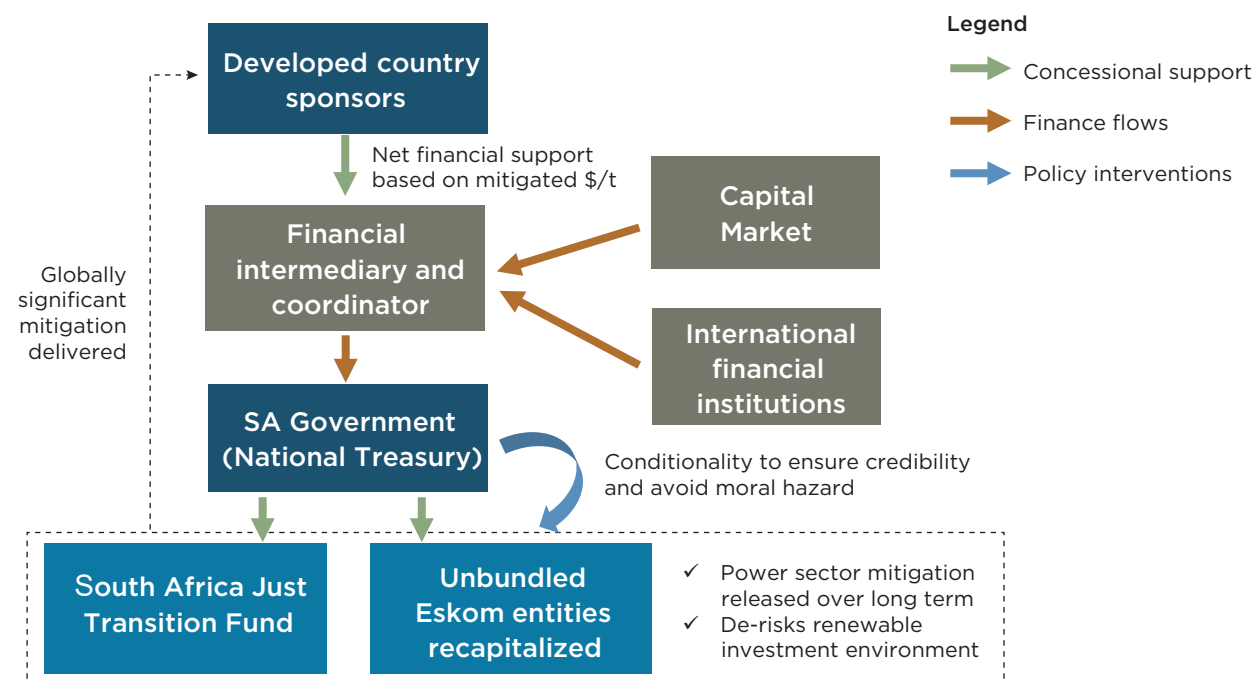 Developed country
sponsors
Legend
Concessional support
Finance flows
Policy interventions
Net financial support
based on mitigated $/t
Capital
Market
Financial
intermediary and
coordinator
Globally
significant
mitigation
delivered
International
financial
institutions
SA Government
(National Treasury)
Conditionality to ensure credibility
and avoid moral hazard
South Africa Just
Transition Fund
Unbundled
Eskom entities
recapitalized
✓ Power sector mitigation
released over long term
✓ De-risks renewable
investment environment